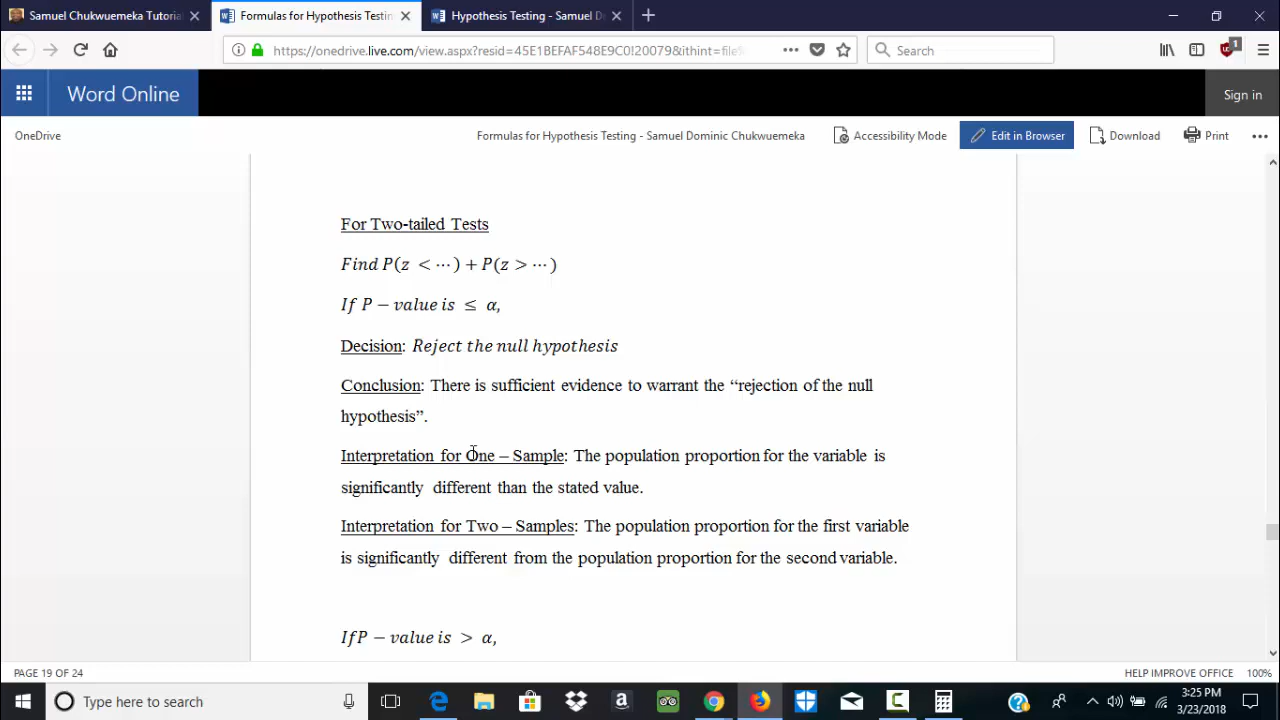 Samuel Chukwuemeka Tutoria
Formulas for Hypothesis Testin
Hypothesis Testing - Samuel D
https://onedrive.live.com/view.aspx?resid=45E1BEFAF548E9C0!20079&ithint=file
Search
1
Word Online
Sign in
OneDrive
Formulas for Hypothesis Testing - Samuel Dominic Chukwuemeka
Accessibility Mode
Edit in Browser
Download
Print
For Two-tailed Tests
Find P(z < ⋯) + P(z > ⋯)
If P − value is ≤ α,
Decision: Reject the null hypothesis
Conclusion: There is sufficient evidence to warrant the “rejection of the null
hypothesis”.
Interpretation for One – Sample: The population proportion for the variable is
significantly different than the stated value.
Interpretation for Two – Samples: The population proportion for the first variable
is significantly different from the population proportion for the second variable.
IfP − value is > α,
PAGE 19 OF 24
HELP IMPROVE OFFICE
100%
Type here to search
3:25 PM
3/23/2018